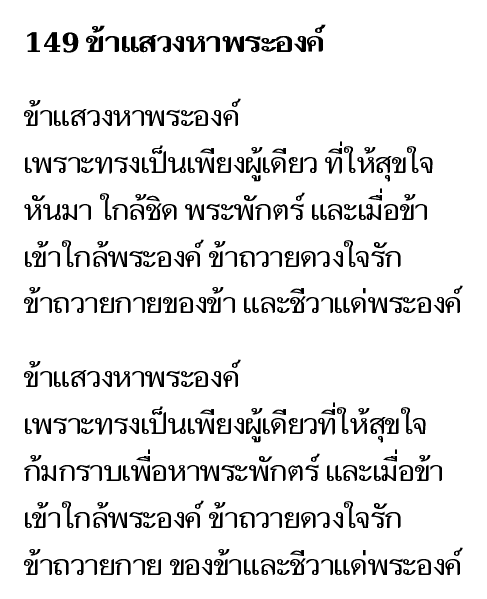 149 ข้าแสวงหาพระองค์
ข้าแสวงหาพระองค์
เพราะทรงเป็นเพียงผู้เดียว ที่ให้สุขใจ
หันมา ใกล้ชิด พระพักตร์ และเมื่อข้า
เข้าใกล้พระองค์ ข้าถวายดวงใจรัก
ข้าถวายกายของข้า และชีวาแด่พระองค์
ข้าแสวงหาพระองค์
เพราะทรงเป็นเพียงผู้เดียวที่ให้สุขใจ
ก้มกราบเพื่อหาพระพักตร์ และเมื่อข้า
เข้าใกล้พระองค์ ข้าถวายดวงใจรัก
ข้าถวายกาย ของข้าและชีวาแด่พระองค์